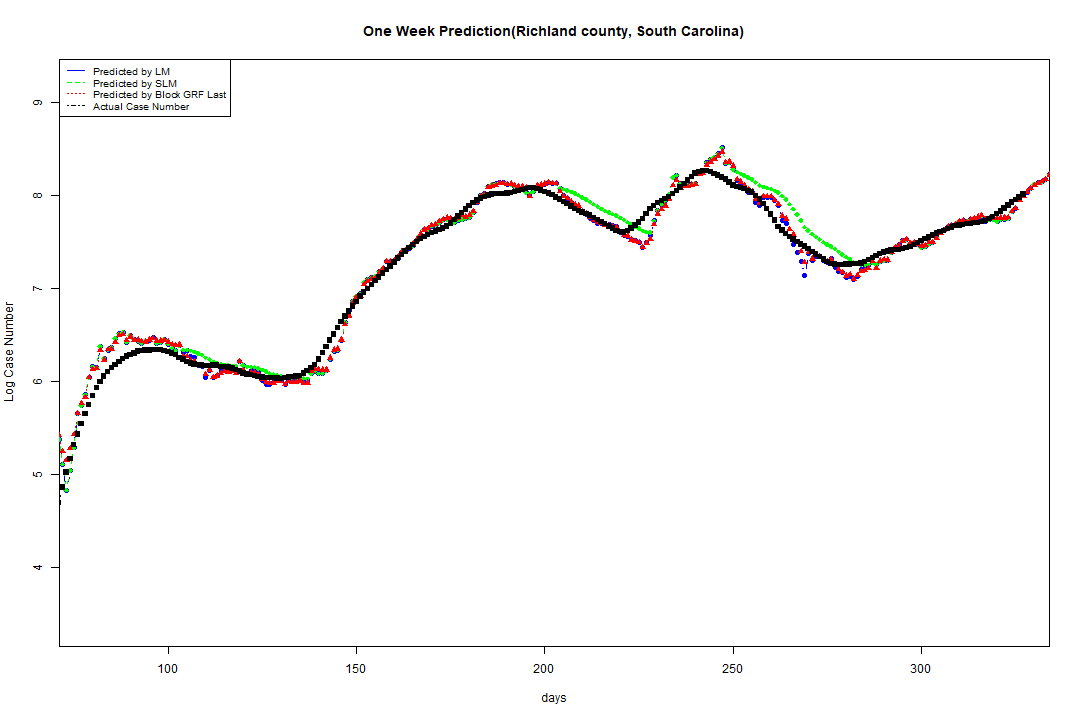 One Week Prediction(Richland county, South Carolina)
Predicted by LM
Predicted by SLM
Predicted by Block GRF Last
Actual Case Number
9
8
7
6
5
4
Log Case Number
100 150 200 250 300
days